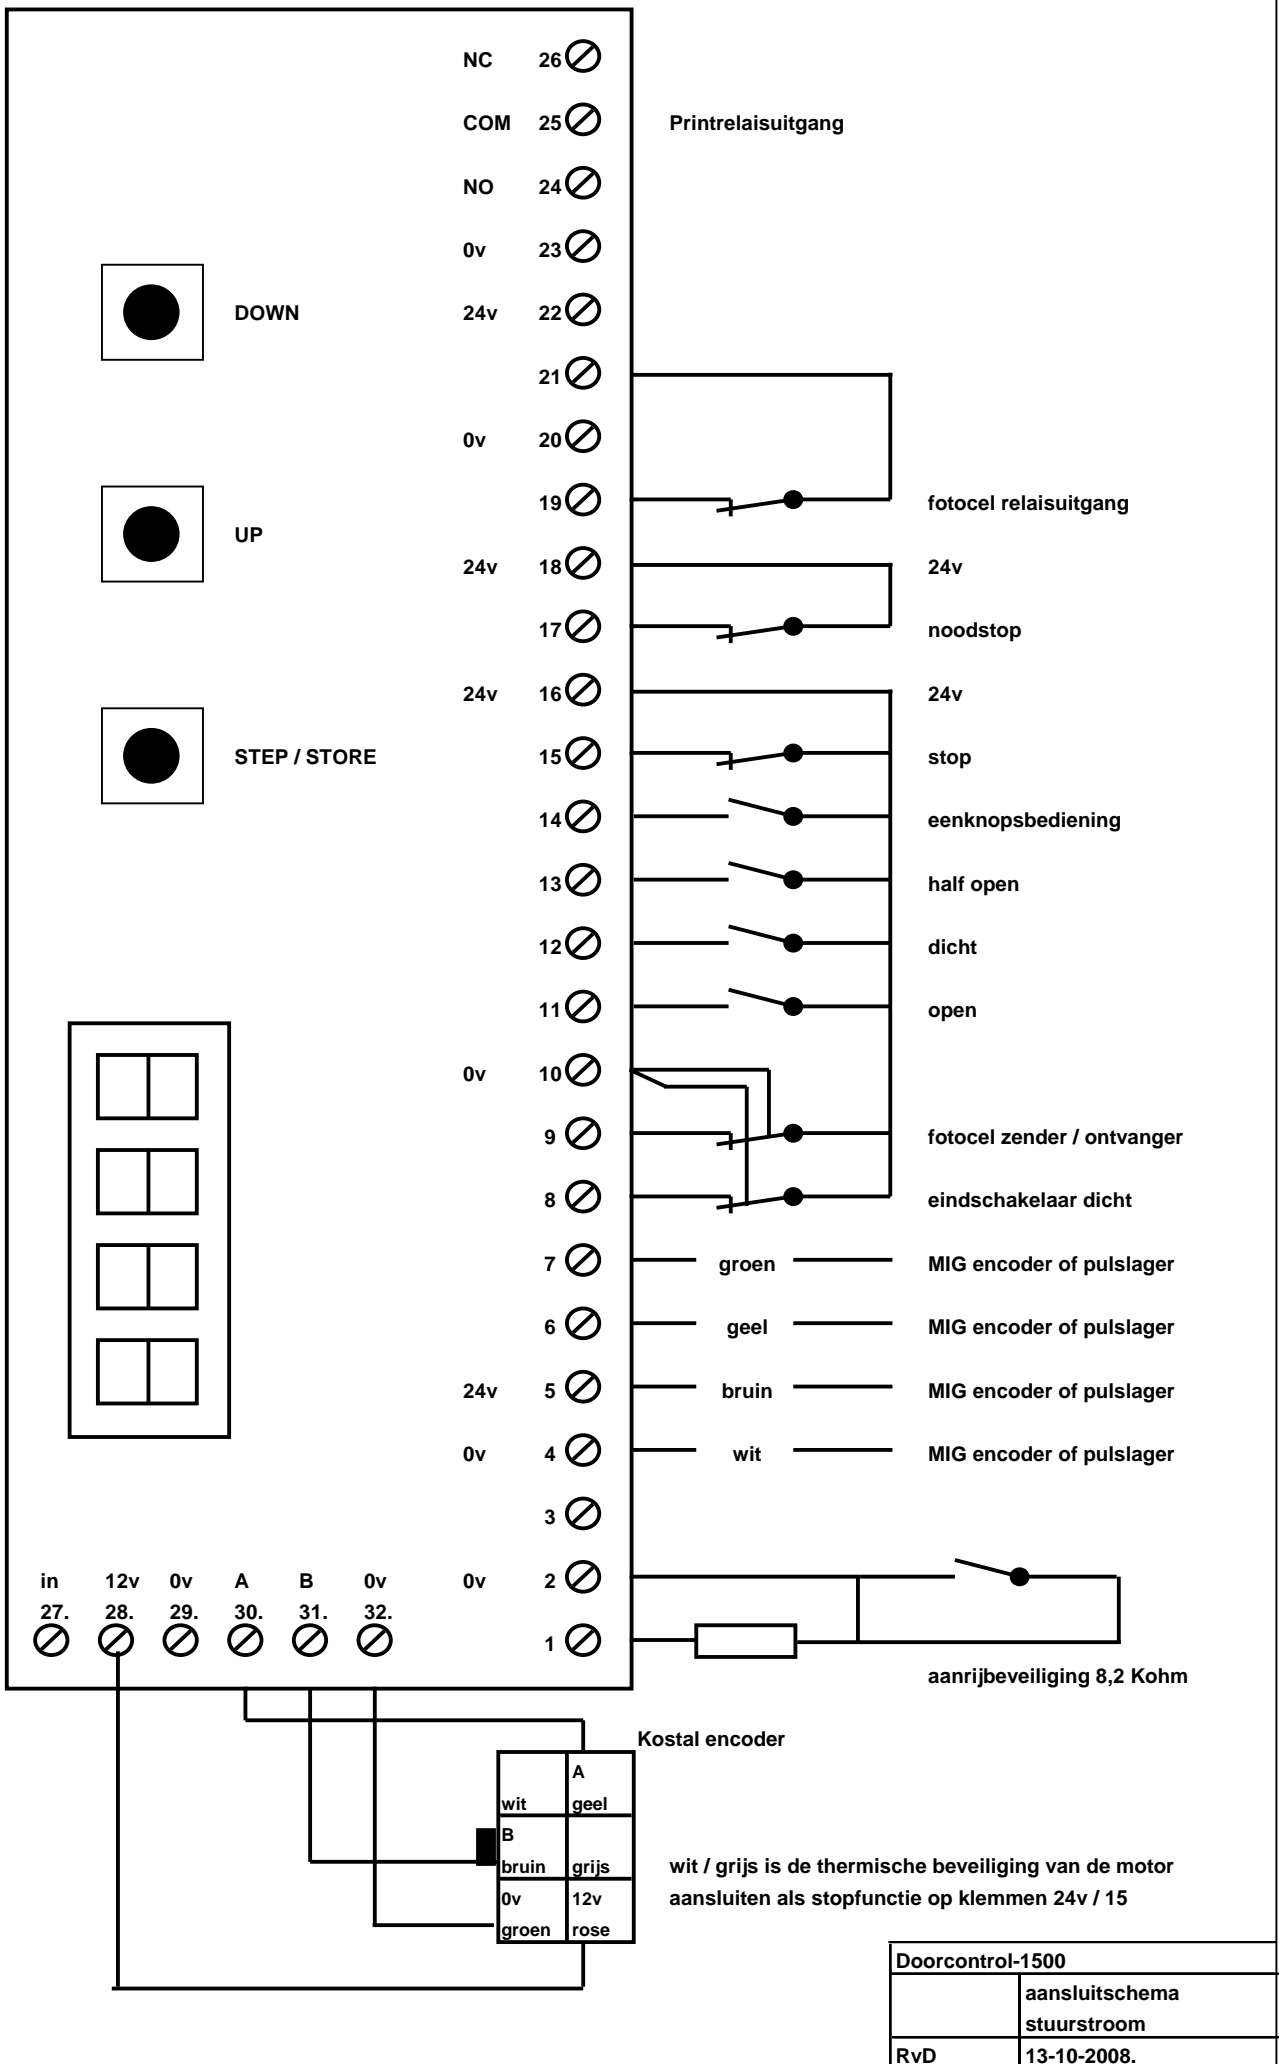 NC 26
COM 25 Printrelaisuitgang
NO 24
0v 23
DOWN 24v 22
21
0v 20
19 fotocel relaisuitgang
UP
24v 18 24v
17 noodstop
24v 16 24v
STEP / STORE 15 stop
14 eenknopsbediening
13 half open
12 dicht
11 open
0v 10
9 fotocel zender / ontvanger
8 eindschakelaar dicht
7 groen MIG encoder of pulslager
6 geel MIG encoder of pulslager
24v 5 bruin MIG encoder of pulslager
0v 4 wit MIG encoder of pulslager
3
in 12v 0v A B 0v 0v 2
27. 28. 29. 30. 31. 32.
1
aanrijbeveiliging 8,2 Kohm
Kostal encoder
A
wit geel
B
bruin grijs
0v 12v
groen rose
wit / grijs is de thermische beveiliging van de motor
aansluiten als stopfunctie op klemmen 24v / 15
Doorcontrol-1500
aansluitschema
stuurstroom
RvD 13-10-2008.